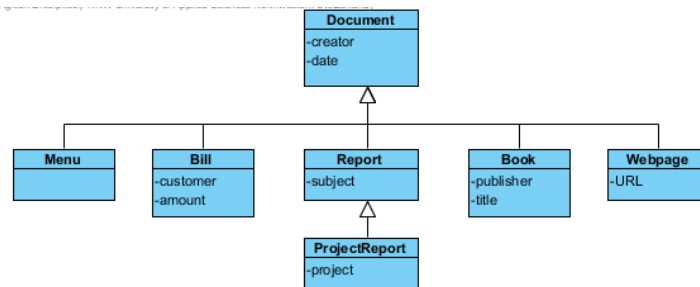 Document
-creator
-date
Menu
Bill
-customer
-amount
Report
-subject
Book
-publisher
-title
Webpage
-URL
ProjectReport
-project